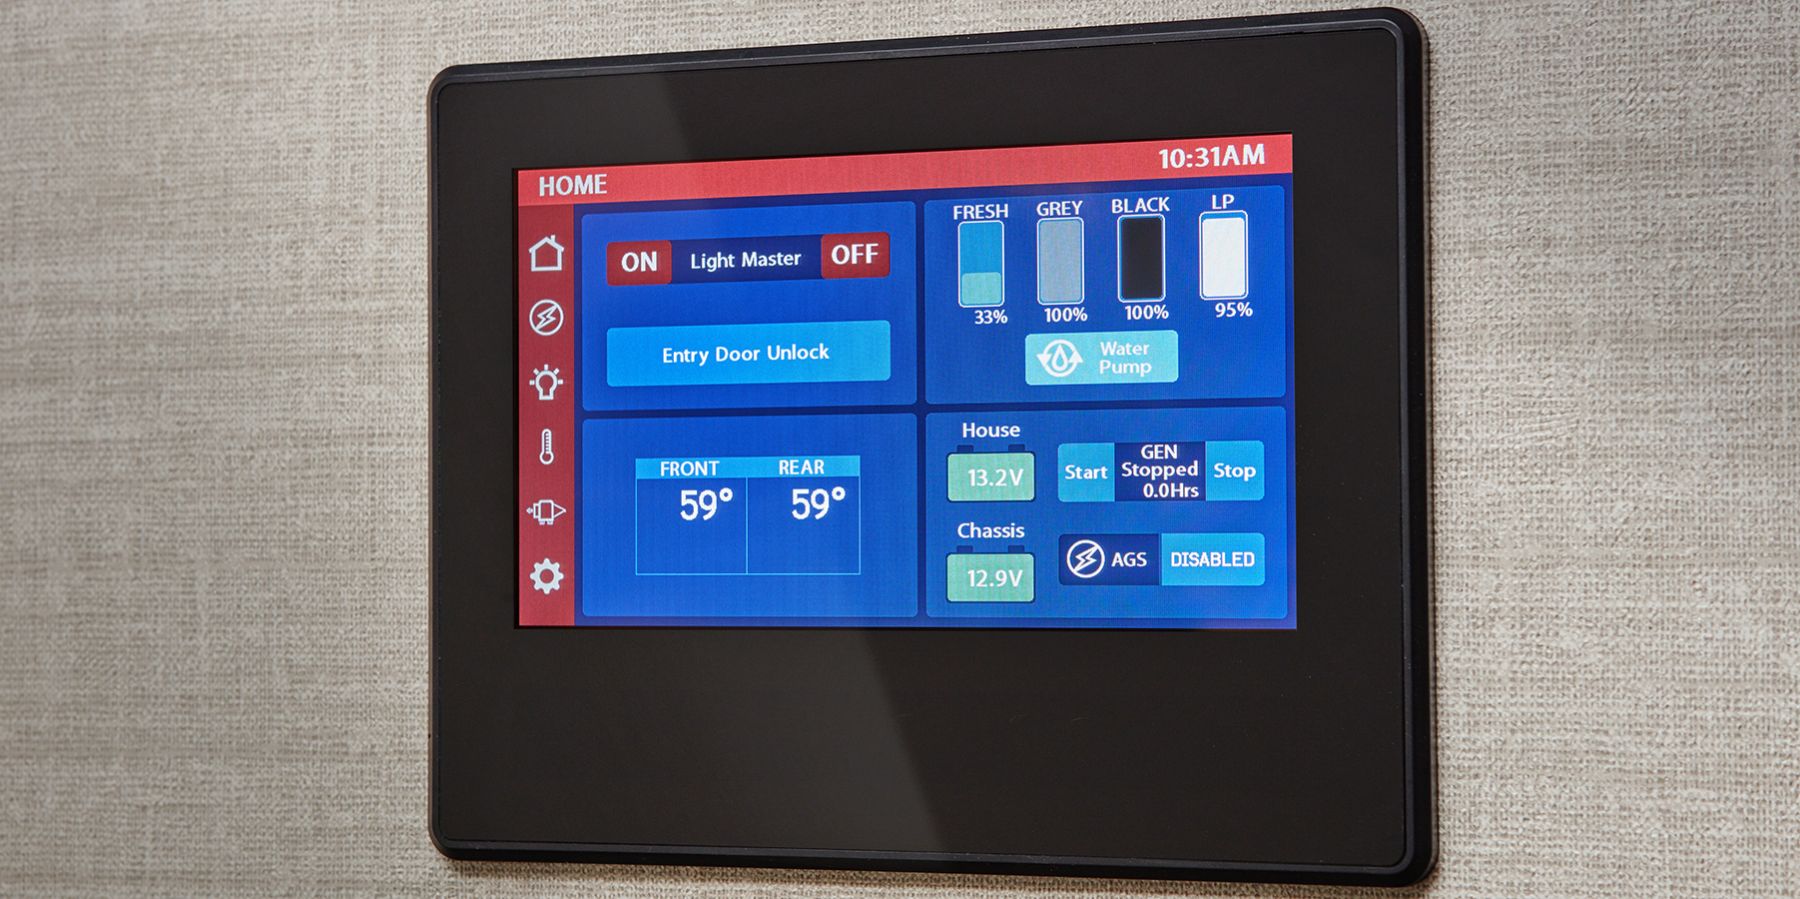 HOME
10:31AM
ON Light Master OFF
Entry Door Unlock
FRESH GREY BLACK LP
33% 100% 100% 95%
Water
Pump
FRONT REAR
59° 59°
House
13.2V
Start
GEN
Stopped
0.0Hrs
Stop
Chassis
12.9V
AGS DISABLED